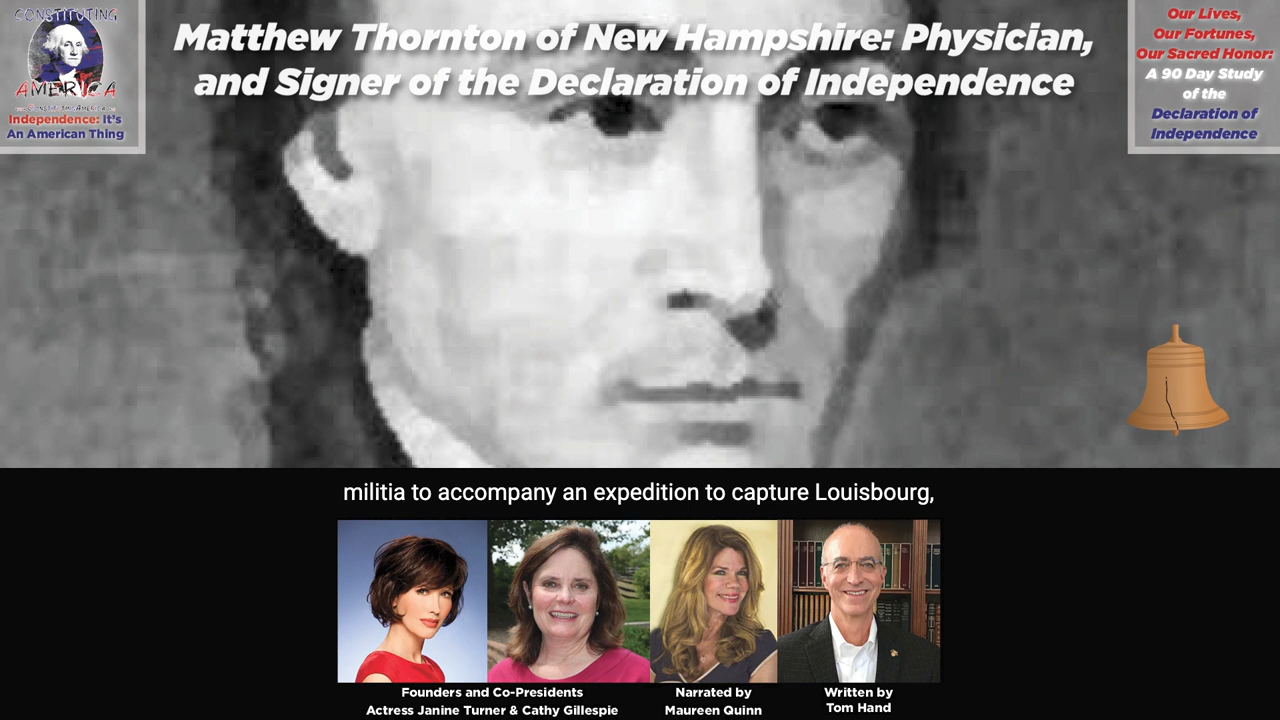 CONSTITUTING
AMERICA
Independence: It's
An American Thing
Matthew Thornton of New Hampshire: Physician,
and Signer of the Declaration of Independence
Our Lives,
Our Fortunes,
Our Sacred Honor:
A 90 Day Study
of the
Declaration of
Independence
militia to accompany an expedition to capture Louisbourg,
Founders and Co-Presidents
Actress Janine Turner & Cathy Gillespie
Narrated by
Maureen Quinn
Written by
Tom Hand